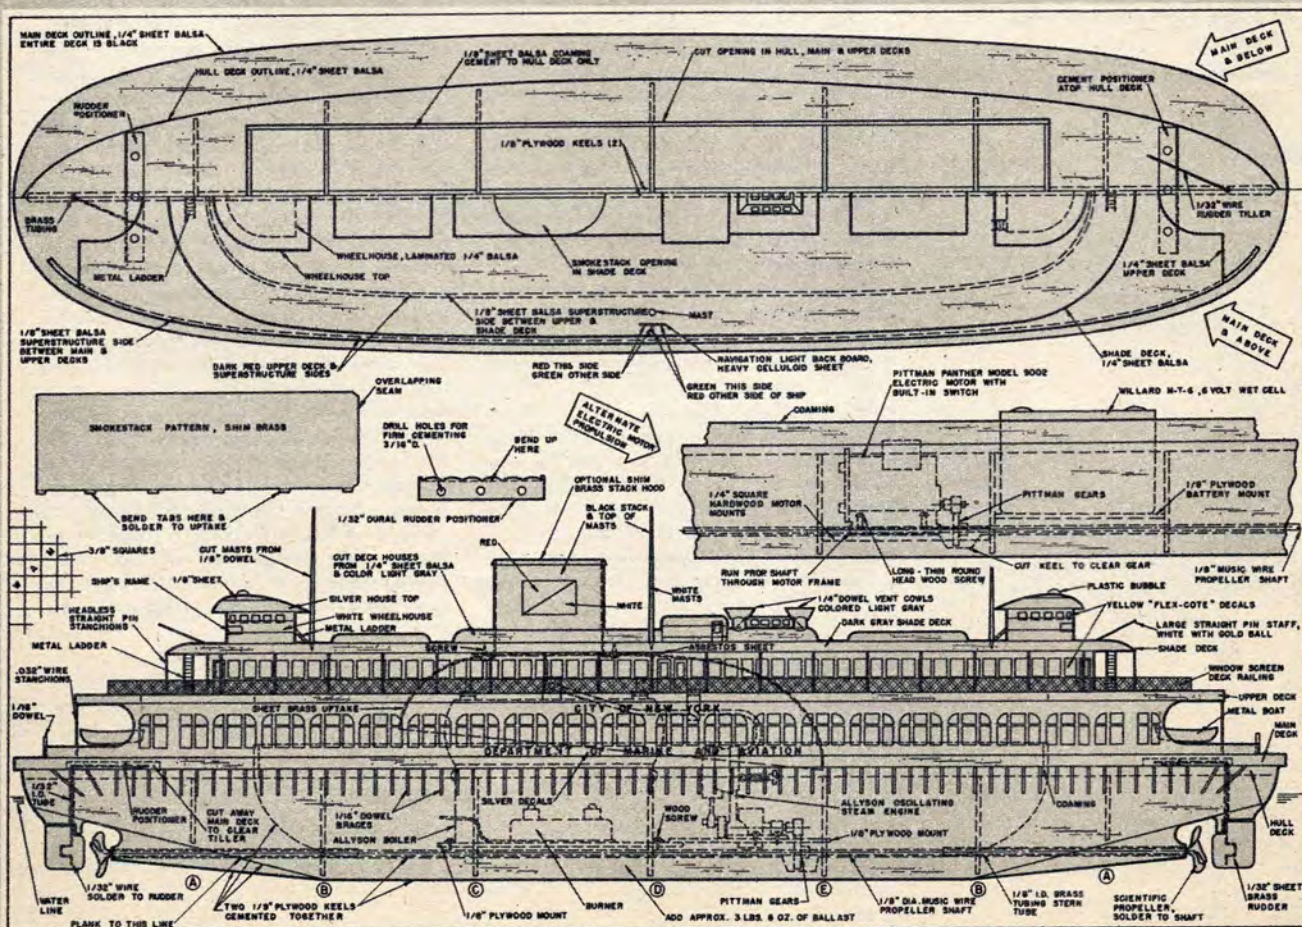 MAIN DECK OUTLINE, 1/4" SHEET BALSA
ENTIRE DECK IS BLACK
HULL DECK OUTLINE, 1/4" SHEET BALSA
1/8" SHEET BALSA COAMING
CEMENT TO HULL DECK ONLY
CUT OPENING IN HULL, MAIN & UPPER DECKS
MAIN DECK
& BELOW
CEMENT POSITIONER
ATOP HULL DECK
RUDDER
POSITIONER
1/8" PLYWOOD KEELS (2)
BRASS
TUBING
METAL LADDER
WHEELHOUSE, LAMINATED 1/4" BALSA
WHEELHOUSE TOP
SMOKESTACK OPENING
IN SHADE DECK
1/32" WIRE
RUDDER TILLER
1/4" SHEET BALSA
UPPER DECK
1/8" SHEET BALSA
SUPERSTRUCTURE SIDE
BETWEEN MAIN &
UPPER DECKS
1/8" SHEET BALSA SUPERSTRUCTURE
SIDE BETWEEN UPPER &
SHADE DECK
MAST
DARK RED UPPER DECK &
SUPERSTRUCTURE SIDES
RED THIS SIDE
GREEN OTHER SIDE
NAVIGATION LIGHT BACK BOARD,
HEAVY CELLULOID SHEET
GREEN THIS SIDE
RED OTHER SIDE OF SHIP
SHADE DECK,
1/4" SHEET BALSA
MAIN DECK
& ABOVE
OVERLAPPING
SEAM
SMOKESTACK PATTERN, SHIM BRASS
BEND TABS HERE &
SOLDER TO UPTAKE
DRILL HOLES FOR
FIRM CEMENTING
3/16" D.
BEND UP
HERE
1/32" DURAL RUDDER POSITIONER
ALTERNATE
ELECTRIC MOTOR
PROPULSION
PITTMAN PANTHER MODEL 9002
ELECTRIC MOTOR WITH
BUILT-IN SWITCH
WILLARD M-T-6, 6 VOLT WET CELL
COAMING
1/4" SQUARE
HARDWOOD MOTOR
MOUNTS
PITTMAN GEARS
1/8" PLYWOOD
BATTERY MOUNT
RUN PROP SHAFT
THROUGH MOTOR FRAME
LONG-THIN ROUND
HEAD WOOD SCREW
CUT KEEL TO CLEAR GEAR
1/8" MUSIC WIRE
PROPELLER SHAFT
3/8" SQUARES
CUT MASTS FROM
1/8" DOWEL
SHIP'S NAME
1/8" SHEET
SILVER HOUSE TOP
WHITE WHEELHOUSE
METAL LADDER
HEADLESS
STRAIGHT PIN
STANCHIONS
METAL LADDER
.032" WIRE
STANCHIONS
1/16"
DOWEL
CUT DECK HOUSES
FROM 1/4" SHEET BALSA
& COLOR LIGHT GRAY
OPTIONAL SHIM
BRASS STACK HOOD
BLACK STACK
& TOP OF
MASTS
RED
WHITE
WHITE
MASTS
1/4" DOWEL VENT COWLS
COLORED LIGHT GRAY
DARK GRAY SHADE DECK
PLASTIC BUBBLE
YELLOW "FLEX-COTE" DECALS
LARGE STRAIGHT PIN STAFF,
WHITE WITH GOLD BALL
SHADE DECK
WINDOW SCREEN
DECK RAILING
UPPER DECK
METAL BOAT
MAIN
DECK
SCREW
ASBESTOS SHEET
SHEET BRASS UPTAKE
CITY OF NEW YORK
DEPARTMENT OF MARINE AND AVIATION
1/32"
I.D.
TUBE
RUDDER
POSITIONER
CUT AWAY
MAIN DECK
TO CLEAR
TILLER
1/16" DOWEL
BRACES
ALLYSON BOILER
SILVER DECALS
WOOD
SCREW
ALLYSON OSCILLATING
STEAM ENGINE
1/8" PLYWOOD MOUNT
COAMING
HULL
DECK
WATER
LINE
1/32" WIRE
SOLDER TO RUDDER
PLANK TO THIS LINE
A
B
C
D
E
B
A
TWO 1/8" PLYWOOD KEELS
CEMENTED TOGETHER
1/8" PLYWOOD MOUNT
BURNER
ADD APPROX. 3 LBS. 6 OZ. OF BALLAST
PITTMAN GEARS
1/8" DIA. MUSIC WIRE
PROPELLER SHAFT
1/8" I.D. BRASS
TUBING STERN
TUBE
SCIENTIFIC
PROPELLER,
SOLDER TO SHAFT
1/32" SHEET
BRASS
RUDDER